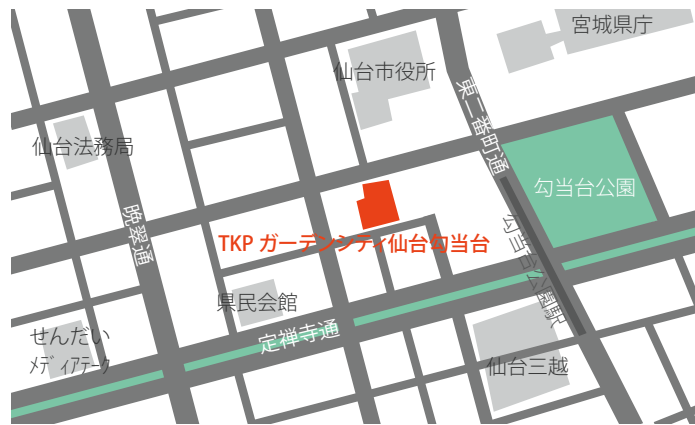 宮城県庁
仙台市役所
東二番町通
仙台法務局
勾当台公園
晩翠通
TKP ガーデンシティ仙台勾当台
勾当台公園駅
県民会館
定禅寺通
せんだい
メディアテーク
仙台三越